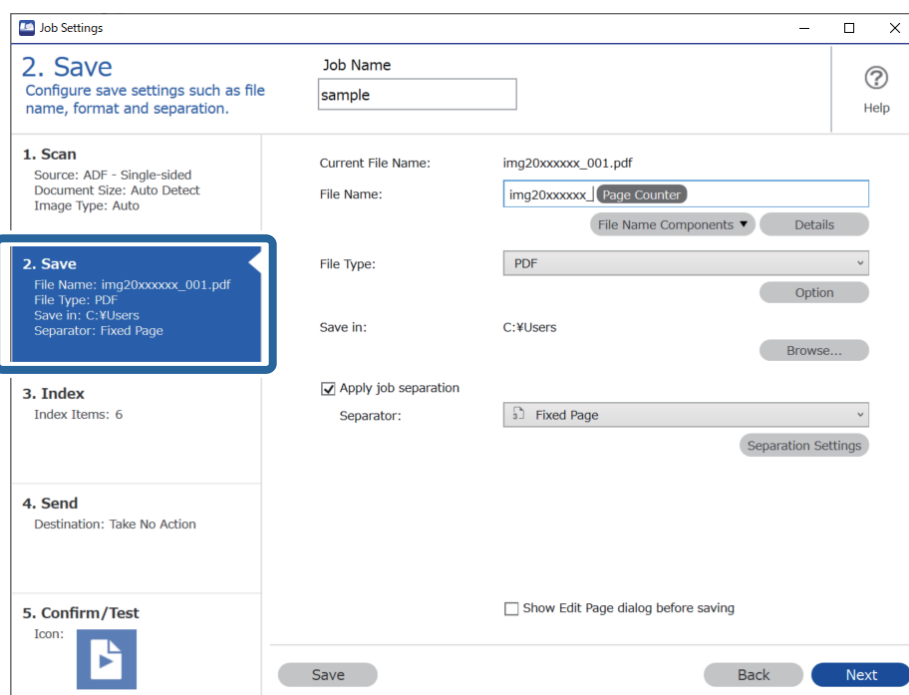 Job Settings
2. Save
Configure save settings such as file
name, format and separation.
Job Name
sample
Help
1. Scan
Source: ADF - Single-sided
Document Size: Auto Detect
Image Type: Auto
2. Save
File Name: img20xxxxxx_001.pdf
File Type: PDF
Save in: C:¥Users
Separator: Fixed Page
3. Index
Index Items: 6
4. Send
Destination: Take No Action
5. Confirm/Test
Icon:
Current File Name: img20xxxxxx_001.pdf
File Name: img20xxxxxx_ Page Counter
File Name Components Details
File Type: PDF
Option
Save in: C:¥Users
Browse...
Apply job separation
Separator: Fixed Page
Separation Settings
Show Edit Page dialog before saving
Save Back Next